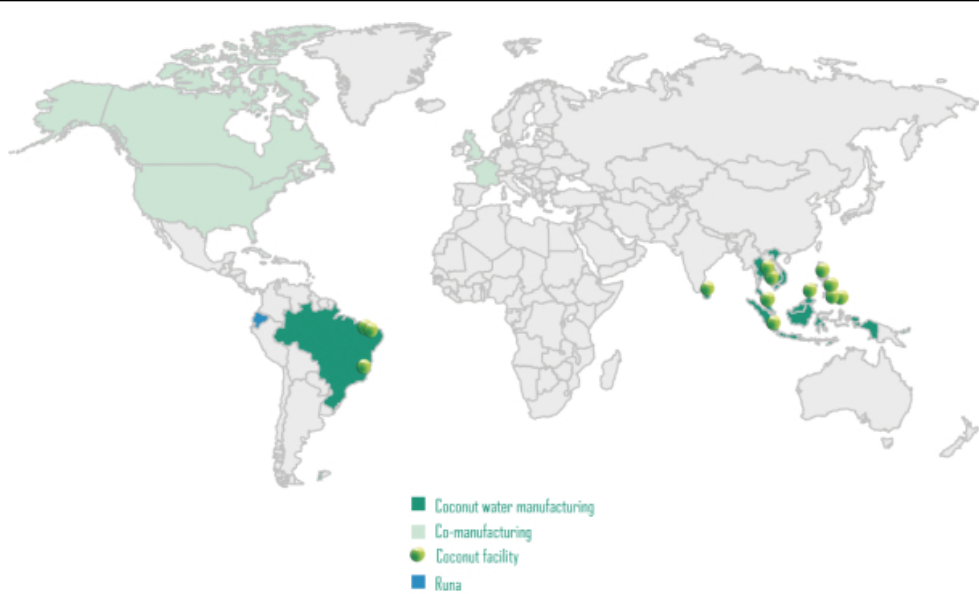 Coconut water manufacturing
Co-manufacturing
Coconut facility
Runa